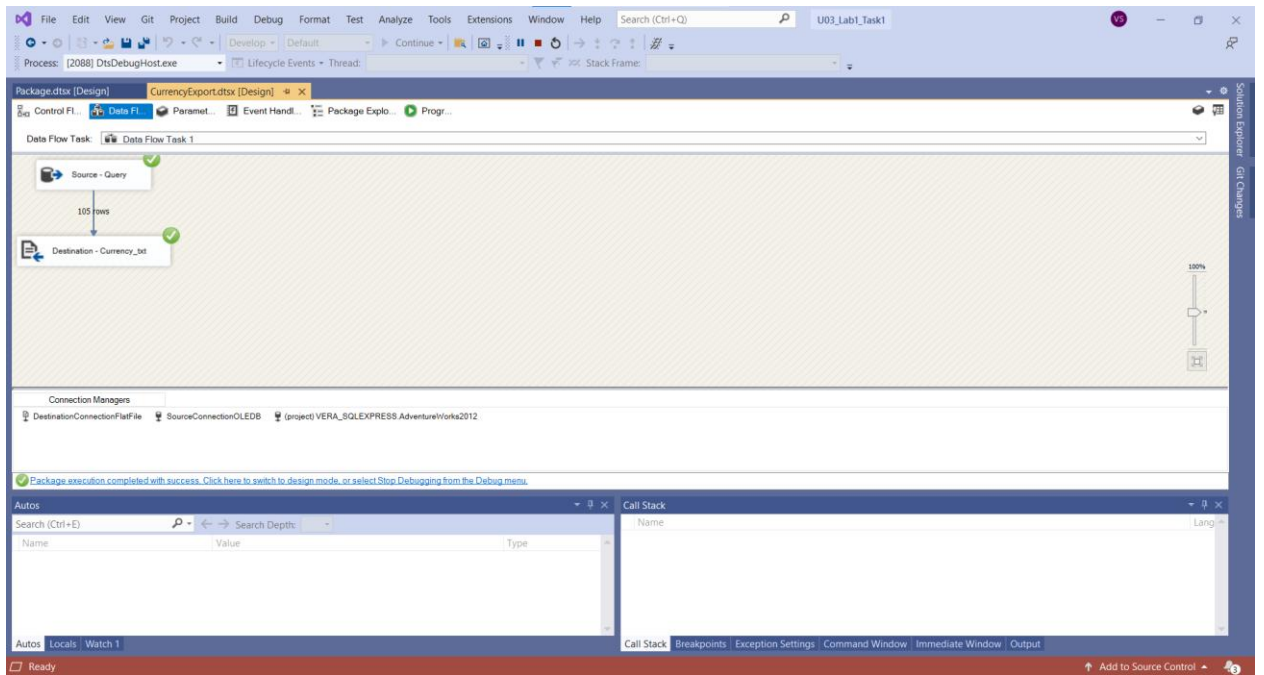 File Edit View Git Project Build Debug Format Test Analyze Tools Extensions Window Help Search (Ctrl+Q) U03_Lab1_Task1 VS
Develop Default Continue
Process: [2088] DtsDebugHost.exe Lifecycle Events Thread: Stack Frame:
Package.dtsx [Design] CurrencyExport.dtsx [Design]
Control Fl... Data Fl... Paramet... Event Handl... Package Explo... Progr...
Data Flow Task: Data Flow Task 1
Source - Query
105 rows
Destination - Currency_txt
100%
Connection Managers
DestinationConnectionFlatFile SourceConnectionOLEDB (project) VERA_SQLEXPRESS.AdventureWorks2012
Package execution completed with success. Click here to switch to design mode, or select Stop Debugging from the Debug menu.
Autos
Search (Ctrl+E) Search Depth:
Name Value Type
Autos Locals Watch 1
Call Stack
Name Lang
Call Stack Breakpoints Exception Settings Command Window Immediate Window Output
Solution Explorer
Git Changes
Ready Add to Source Control 3